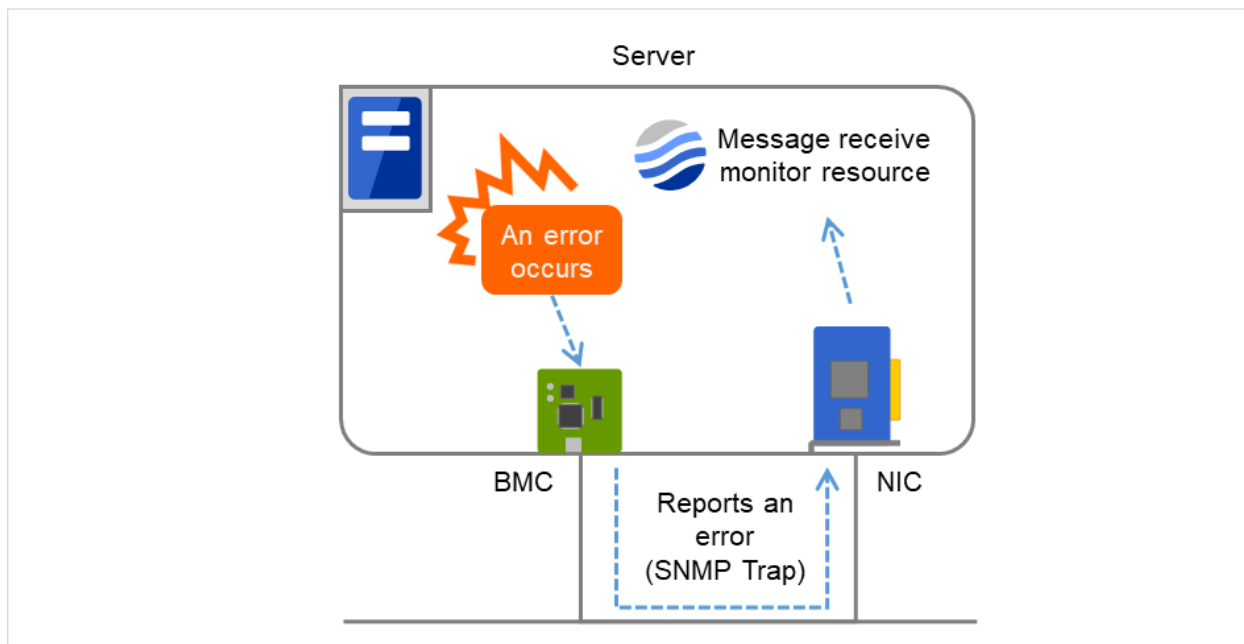 Server
Message receive
monitor resource
An error
occurs
BMC
NIC
Reports an
error
(SNMP Trap)